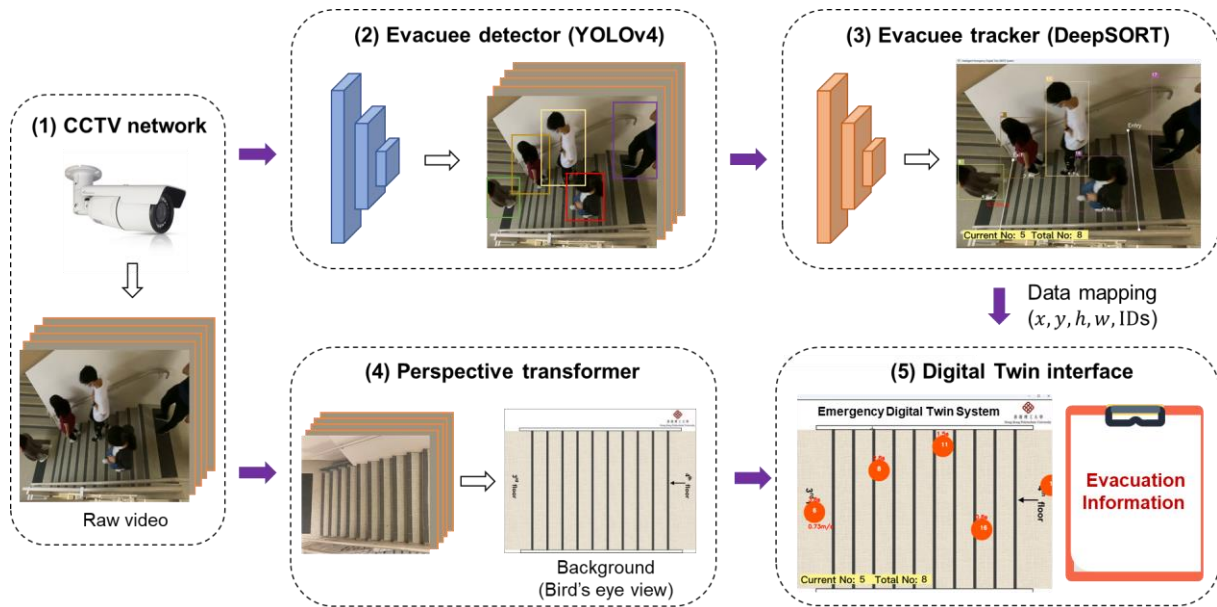 (1) CCTV network
Raw video
(2) Evacuee detector (YOLOv4)
(3) Evacuee tracker (DeepSORT)
Entry
Current No: 5 Total No: 8
Data mapping
(x, y, h, w, IDs)
(4) Perspective transformer
3rd floor
4th floor
Background
(Bird's eye view)
(5) Digital Twin interface
Emergency Digital Twin System
11
16
0.73m/s
floor
Current No: 5 Total No: 8
Evacuation
Information